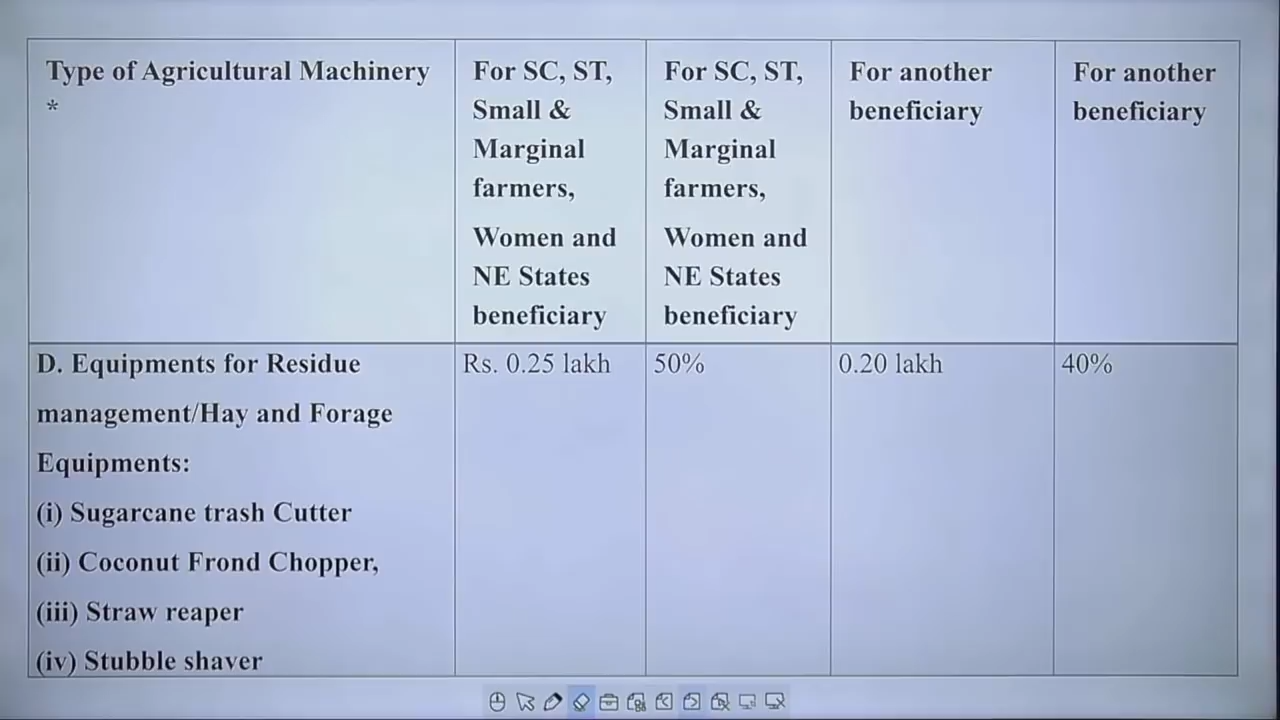 Type of Agricultural Machinery
*
For SC, ST,
Small &
Marginal
farmers,
Women and
NE States
beneficiary
For SC, ST,
Small &
Marginal
farmers,
Women and
NE States
beneficiary
For another
beneficiary
For another
beneficiary
D. Equipments for Residue
management/Hay and Forage
Equipments:
(i) Sugarcane trash Cutter
(ii) Coconut Frond Chopper,
(iii) Straw reaper
(iv) Stubble shaver
Rs. 0.25 lakh
50%
0.20 lakh
40%